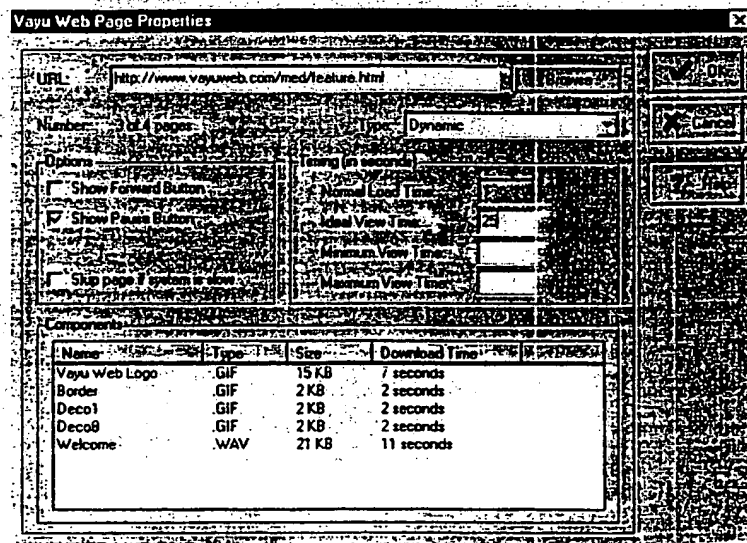 Vayu Web Page Properties
URL: http://www.vayuweb.com/med/feature.html Browse OK
Number: of 4 pages Type: Dynamic Cancel
Options Timing (in seconds)
Show Forward Button Normal Load Time: Help
Show Pause Button Ideal View Time: 25
Minimum View Time:
Skip page if system is slow Maximum View Time:
Components
Name Type Size Download Time
Vayu Web Logo .GIF 15 KB 7 seconds
Border .GIF 2 KB 2 seconds
Deco1 .GIF 2 KB 2 seconds
Deco8 .GIF 2 KB 2 seconds
Welcome .WAV 21 KB 11 seconds